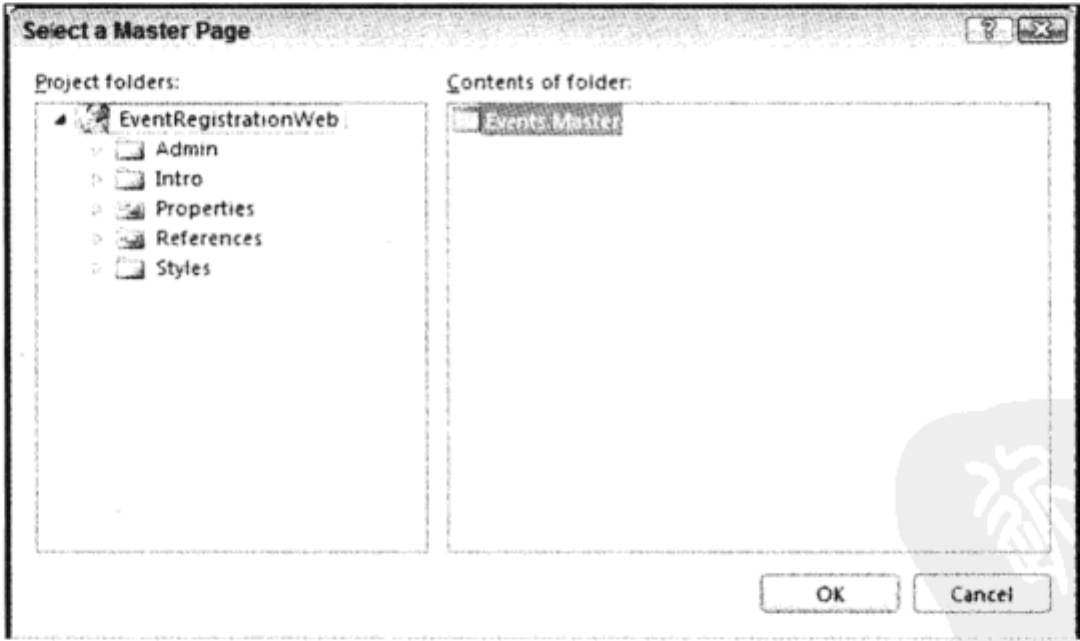 Select a Master Page
Project folders:
Contents of folder:
EventRegistrationWeb
Admin
Intro
Properties
References
Styles
Events.Master
OK
Cancel